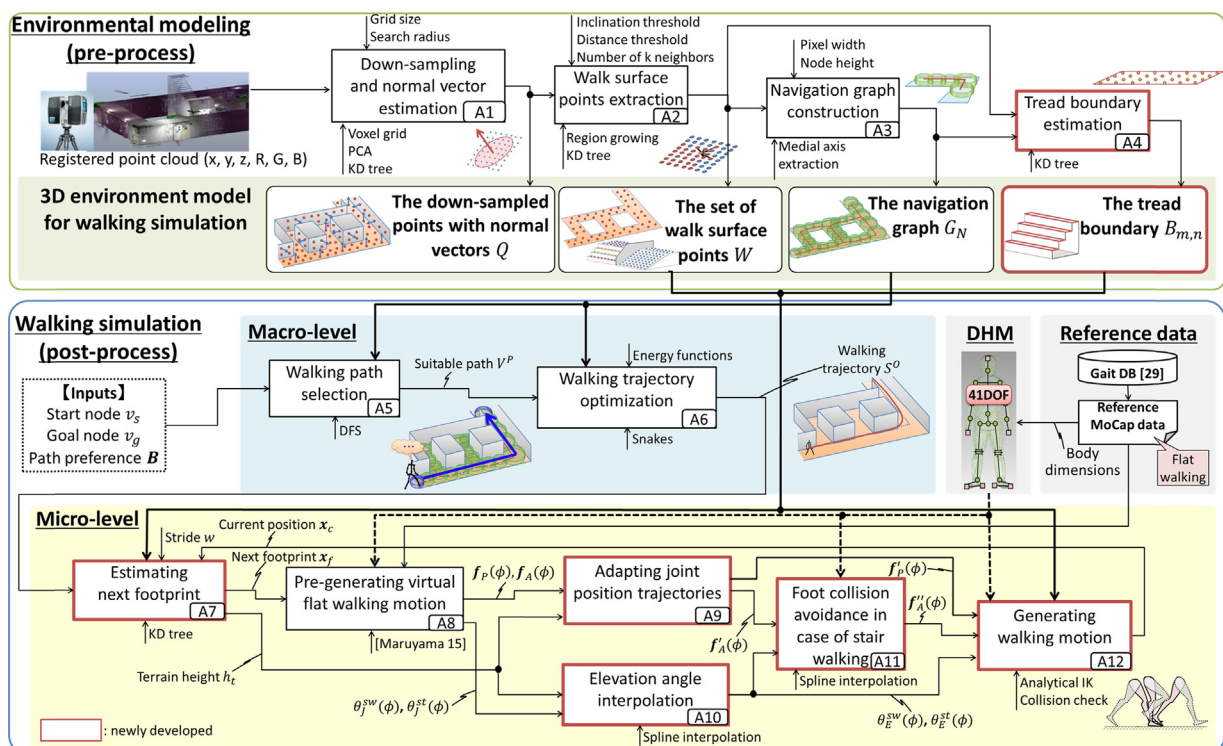 Environmental modeling
(pre-process)
Grid size
Search radius
Down-sampling
and normal vector
estimation
A1
Voxel grid
PCA
KD tree
Registered point cloud (x, y, z, R, G, B)
Inclination threshold
Distance threshold
Number of k neighbors
Walk surface
points extraction
A2
Region growing
KD tree
Pixel width
Node height
Navigation graph
construction
A3
Medial axis
extraction
Tread boundary
estimation
A4
KD tree
3D environment model
for walking simulation
The down-sampled
points with normal
vectors Q
The set of
walk surface
points W
The navigation
graph G_N
The tread
boundary B_{m,n}
Walking simulation
(post-process)
【Inputs】
Start node v_s
Goal node v_g
Path preference B
Macro-level
Walking path
selection
A5
DFS
Suitable path V^P
Energy functions
Walking trajectory
optimization
A6
Snakes
Walking
trajectory S^O
...
DHM
41DOF
Reference data
Gait DB [29]
Reference
MoCap data
Flat
walking
Body
dimensions
Micro-level
Stride w
Current position x_c
Next footprint x_f
Estimating
next footprint
A7
KD tree
Terrain height h_t
Pre-generating virtual
flat walking motion
A8
[Maruyama 15]
f_P(ϕ), f_A(ϕ)
θ_j^{sw}(ϕ), θ_j^{st}(ϕ)
Adapting joint
position trajectories
A9
f'_P(ϕ)
f'_A(ϕ)
Elevation angle
interpolation
A10
Spline interpolation
Foot collision
avoidance in
case of stair
walking
A11
Spline interpolation
f''_A(ϕ)
θ_E^{sw}(ϕ), θ_E^{st}(ϕ)
Generating
walking motion
A12
Analytical IK
Collision check
: newly developed